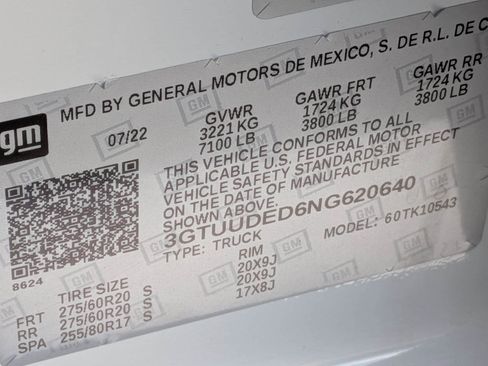 gm
MFD BY GENERAL MOTORS DE MEXICO, S. DE R.L. DE C
07/22
GVWR GAWR FRT GAWR RR
3221 KG 1724 KG 1724 KG
7100 LB 3800 LB 3800 LB
THIS VEHICLE CONFORMS TO ALL
APPLICABLE U.S. FEDERAL MOTOR
VEHICLE SAFETY STANDARDS IN EFFECT
ON THE DATE OF MANUFACTURE
SHOWN ABOVE.
3GTUUDED6NG620640
TYPE: TRUCK MODEL: 60TK10543
8624
TIRE SIZE RIM
FRT 275/60R20 S 20X9J
RR 275/60R20 S 20X9J
SPA 255/80R17 S 17X8J